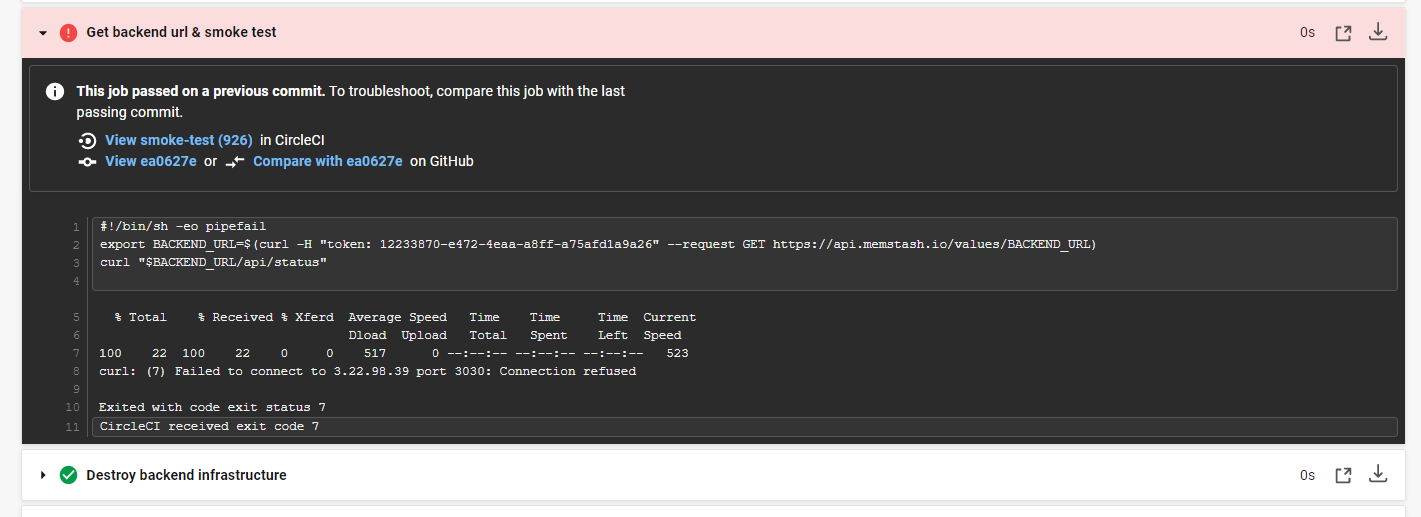 Get backend url & smoke test 0s
This job passed on a previous commit. To troubleshoot, compare this job with the last
passing commit.
View smoke-test (926) in CircleCI
View ea0627e or Compare with ea0627e on GitHub
1 #!/bin/sh -eo pipefail
2 export BACKEND_URL=$(curl -H "token: 12233870-e472-4eaa-a8ff-a75afd1a9a26" --request GET https://api.memstash.io/values/BACKEND_URL)
3 curl "$BACKEND_URL/api/status"
4
5 % Total % Received % Xferd Average Speed Time Time Time Current
6 Dload Upload Total Spent Left Speed
7 100 22 100 22 0 0 517 0 --:--:-- --:--:-- --:--:-- 523
8 curl: (7) Failed to connect to 3.22.98.39 port 3030: Connection refused
9
10 Exited with code exit status 7
11 CircleCI received exit code 7
Destroy backend infrastructure 0s